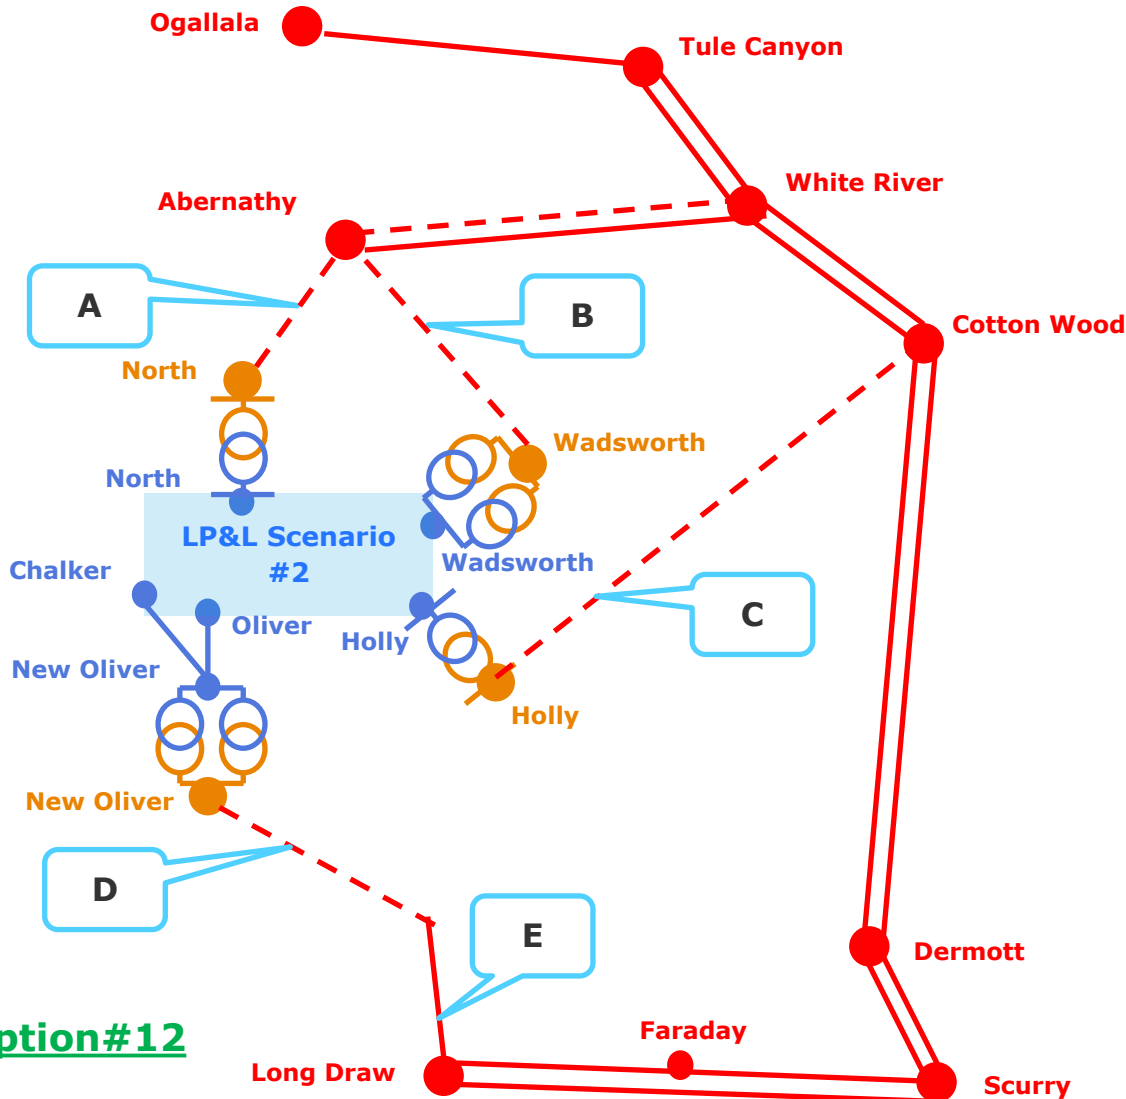 Ogallala
Tule Canyon
White River
Abernathy
A
B
Cotton Wood
North
Wadsworth
North
LP&L Scenario
#2
Wadsworth
Chalker
C
Oliver
Holly
New Oliver
Holly
New Oliver
D
E
Dermott
ption#12
Faraday
Long Draw
Scurry